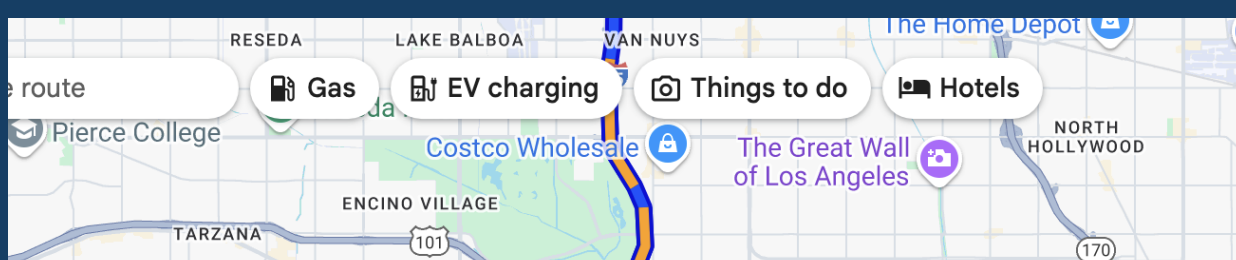 The Home Depot
RESEDA
LAKE BALBOA
VAN NUYS
e route
Gas
EV charging
Things to do
Hotels
da
Pierce College
Costco Wholesale
The Great Wall
of Los Angeles
NORTH
HOLLYWOOD
ENCINO VILLAGE
TARZANA
101
170